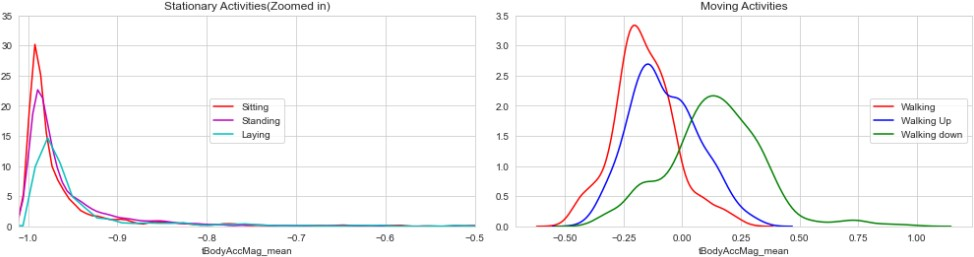 Stationary Activities(Zoomed in)
35
30
25
20
15
10
5
0
Sitting
Standing
Laying
−1.0 −0.9 −0.8 −0.7 −0.6 −0.5
tBodyAccMag_mean
Moving Activities
3.5
3.0
2.5
2.0
1.5
1.0
0.5
0.0
Walking
Walking Up
Walking down
−0.50 −0.25 0.00 0.25 0.50 0.75 1.00
tBodyAccMag_mean